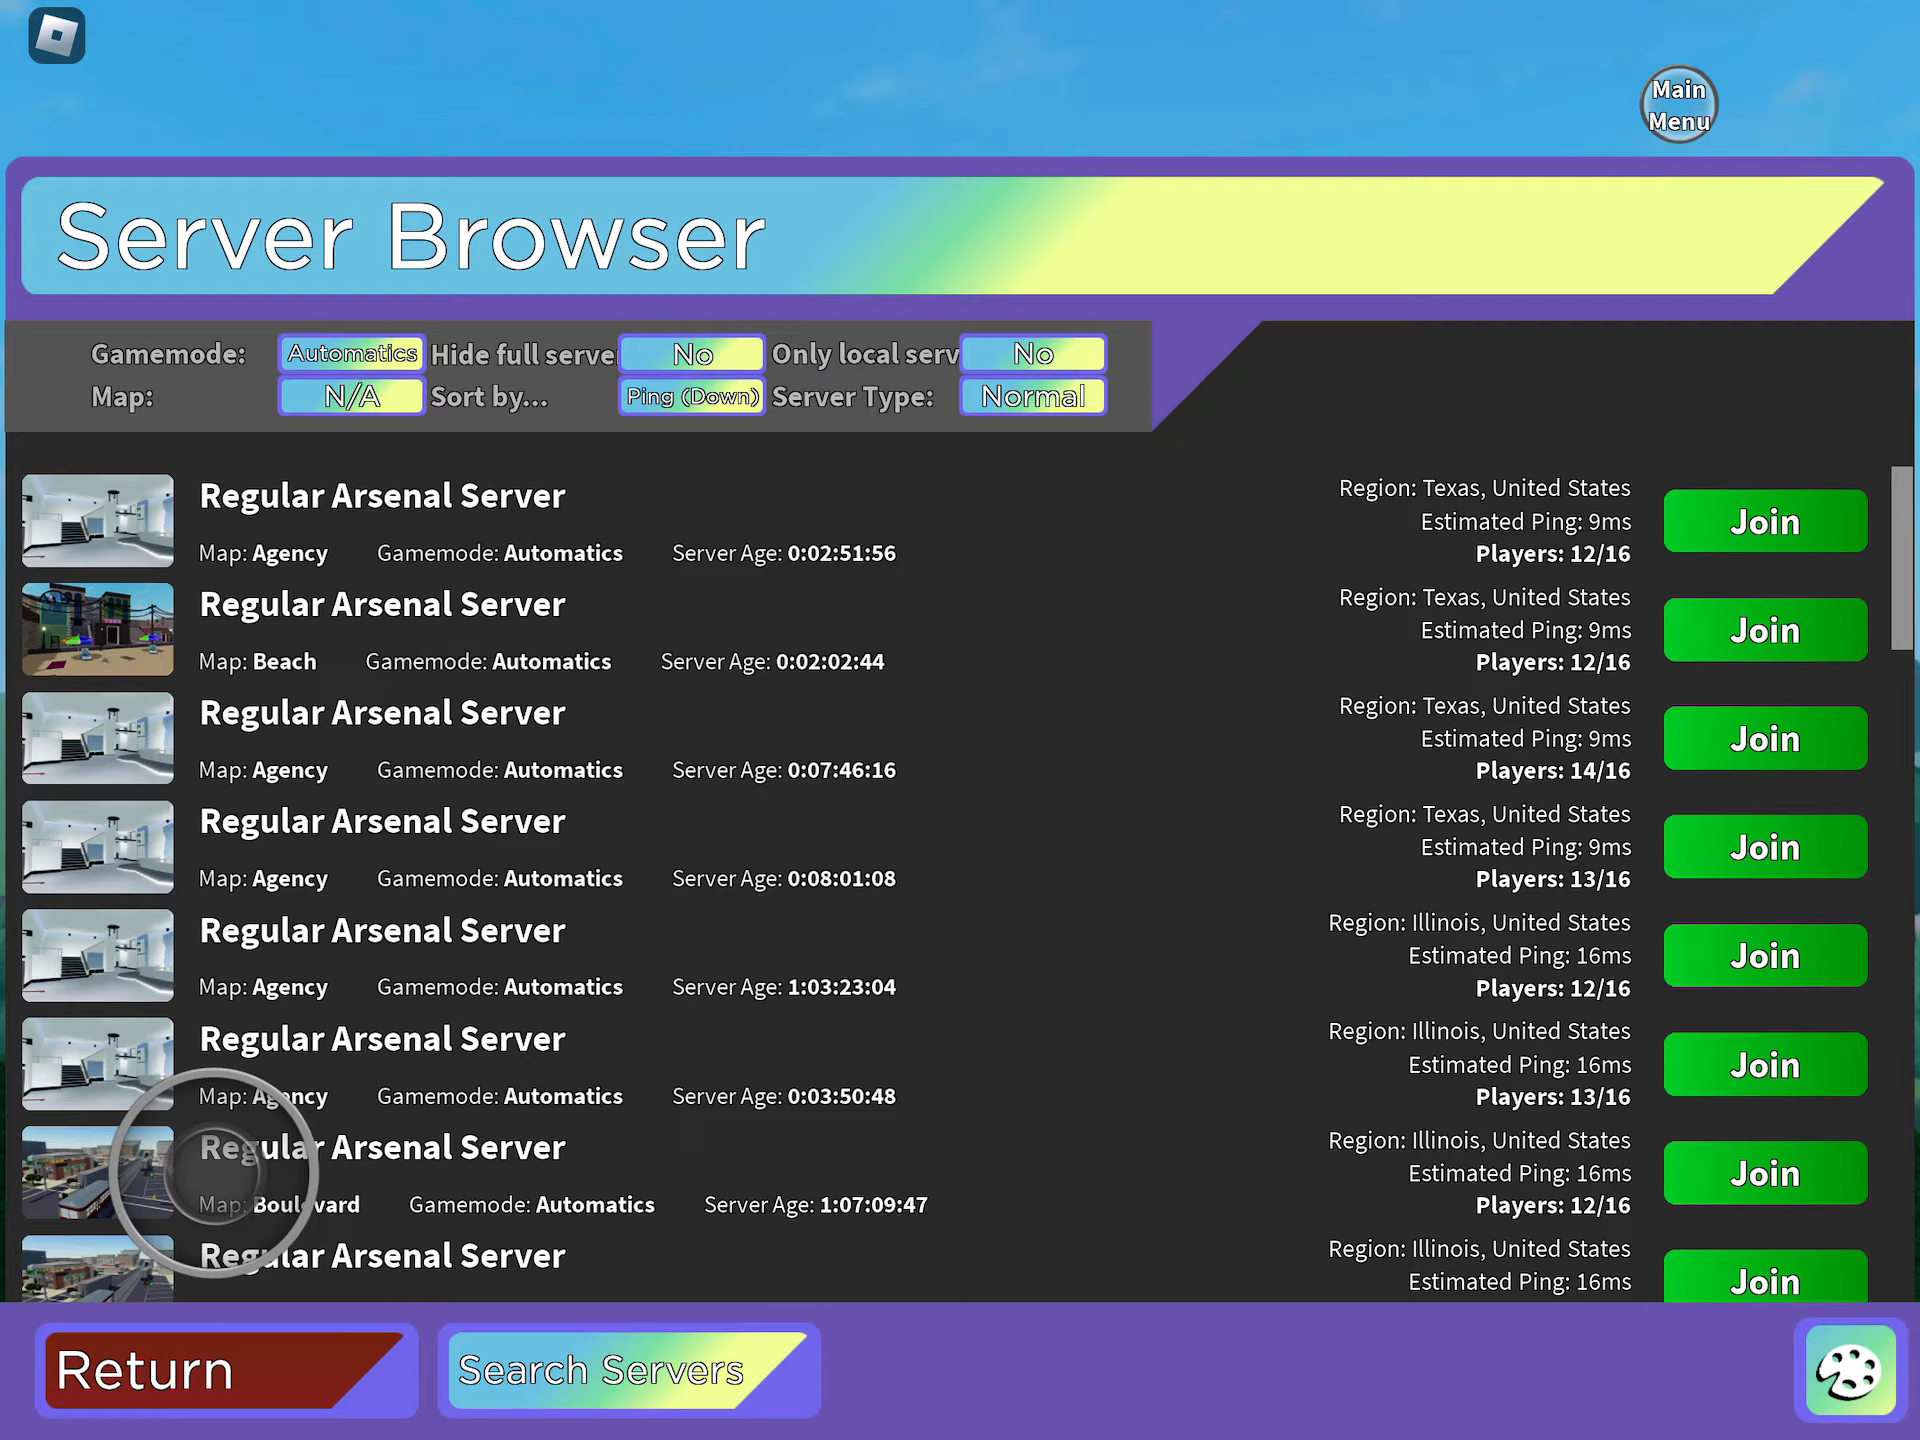 Main
Menu
Server Browser
Gamemode: Automatics Hide full serve No Only local serv No
Map: N/A Sort by... Ping (Down) Server Type: Normal
Regular Arsenal Server
Map: Agency Gamemode: Automatics Server Age: 0:02:51:56
Region: Texas, United States
Estimated Ping: 9ms
Players: 12/16
Join
Regular Arsenal Server
Map: Beach Gamemode: Automatics Server Age: 0:02:02:44
Region: Texas, United States
Estimated Ping: 9ms
Players: 12/16
Join
Regular Arsenal Server
Map: Agency Gamemode: Automatics Server Age: 0:07:46:16
Region: Texas, United States
Estimated Ping: 9ms
Players: 14/16
Join
Regular Arsenal Server
Map: Agency Gamemode: Automatics Server Age: 0:08:01:08
Region: Texas, United States
Estimated Ping: 9ms
Players: 13/16
Join
Regular Arsenal Server
Map: Agency Gamemode: Automatics Server Age: 1:03:23:04
Region: Illinois, United States
Estimated Ping: 16ms
Players: 12/16
Join
Regular Arsenal Server
Map: Agency Gamemode: Automatics Server Age: 0:03:50:48
Region: Illinois, United States
Estimated Ping: 16ms
Players: 13/16
Join
Regular Arsenal Server
Map: Boulevard Gamemode: Automatics Server Age: 1:07:09:47
Region: Illinois, United States
Estimated Ping: 16ms
Players: 12/16
Join
Regular Arsenal Server
Region: Illinois, United States
Estimated Ping: 16ms
Join
Return
Search Servers